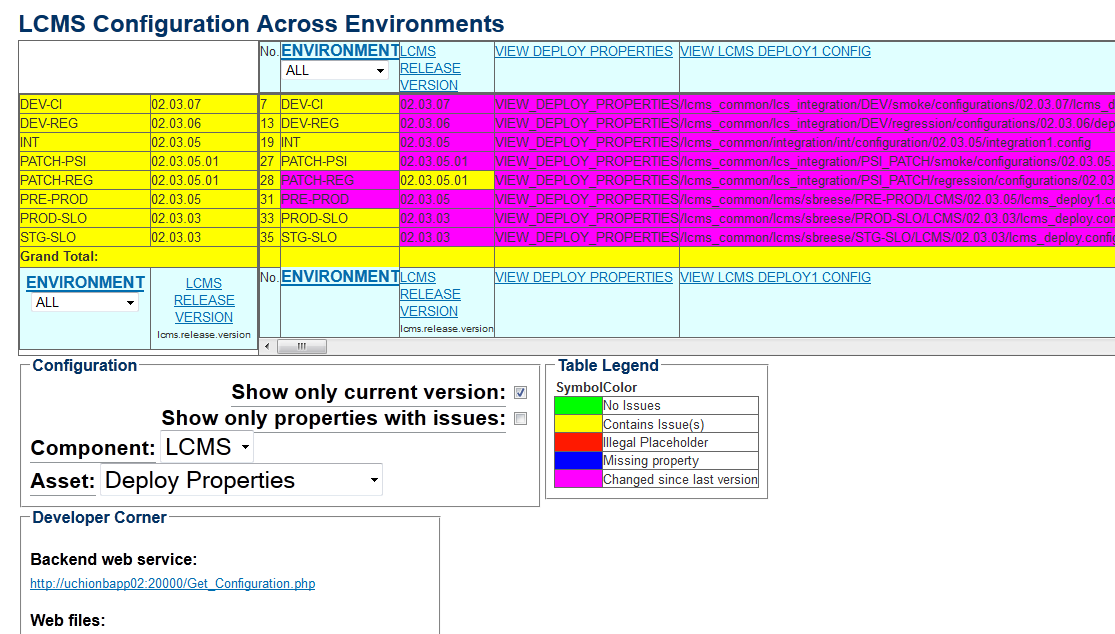 LCMS Configuration Across Environments
No. ENVIRONMENT LCMS RELEASE VERSION VIEW DEPLOY PROPERTIES VIEW LCMS DEPLOY1 CONFIG
ALL
DEV-CI 02.03.07 7 DEV-CI 02.03.07 VIEW_DEPLOY_PROPERTIES/lcms_common/lcs_integration/DEV/smoke/configurations/02.03.07/lcms_d
DEV-REG 02.03.06 13 DEV-REG 02.03.06 VIEW_DEPLOY_PROPERTIES/lcms_common/lcs_integration/DEV/regression/configurations/02.03.06/dep
INT 02.03.05 19 INT 02.03.05 VIEW_DEPLOY_PROPERTIES/lcms_common/integration/int/configuration/02.03.05/integration1.config
PATCH-PSI 02.03.05.01 27 PATCH-PSI 02.03.05.01 VIEW_DEPLOY_PROPERTIES/lcms_common/lcs_integration/PSI_PATCH/smoke/configurations/02.03.05
PATCH-REG 02.03.05.01 28 PATCH-REG 02.03.05.01 VIEW_DEPLOY_PROPERTIES/lcms_common/lcs_integration/PSI_PATCH/regression/configurations/02.03
PRE-PROD 02.03.05 31 PRE-PROD 02.03.05 VIEW_DEPLOY_PROPERTIES/lcms_common/lcms/sbreese/PRE-PROD/LCMS/02.03.05/lcms_deploy1.c
PROD-SLO 02.03.03 33 PROD-SLO 02.03.03 VIEW_DEPLOY_PROPERTIES/lcms_common/lcms/sbreese/PROD-SLO/LCMS/02.03.03/lcms_deploy.con
STG-SLO 02.03.03 35 STG-SLO 02.03.03 VIEW_DEPLOY_PROPERTIES/lcms_common/lcms/sbreese/STG-SLO/LCMS/02.03.03/lcms_deploy.config
Grand Total:
ENVIRONMENT LCMS RELEASE VERSION No. ENVIRONMENT LCMS RELEASE VERSION VIEW DEPLOY PROPERTIES VIEW LCMS DEPLOY1 CONFIG
ALL lcms.release.version lcms.release.version
Configuration
Show only current version:
Show only properties with issues:
Component: LCMS
Asset: Deploy Properties
Table Legend
SymbolColor
No Issues
Contains Issue(s)
Illegal Placeholder
Missing property
Changed since last version
Developer Corner
Backend web service:
http://uchionbapp02:20000/Get_Configuration.php
Web files: